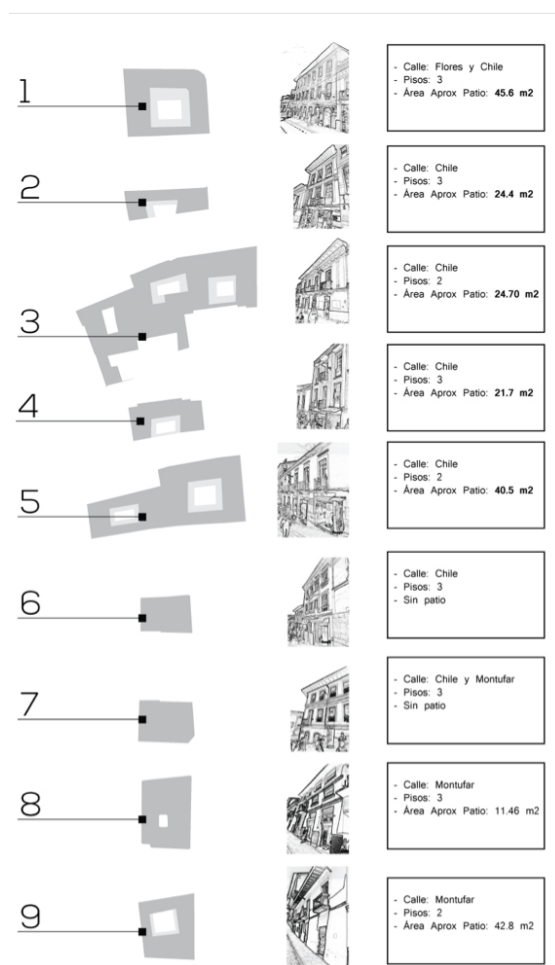 1
- Calle: Flores y Chile
- Pisos: 3
- Área Aprox Patio: 45.6 m2
2
- Calle: Chile
- Pisos: 3
- Área Aprox Patio: 24.4 m2
3
- Calle: Chile
- Pisos: 2
- Área Aprox Patio: 24.70 m2
4
- Calle: Chile
- Pisos: 3
- Área Aprox Patio: 21.7 m2
5
- Calle: Chile
- Pisos: 2
- Área Aprox Patio: 40.5 m2
6
- Calle: Chile
- Pisos: 3
- Sin patio
7
- Calle: Chile y Montufar
- Pisos: 3
- Sin patio
8
- Calle: Montufar
- Pisos: 3
- Área Aprox Patio: 11.46 m2
9
- Calle: Montufar
- Pisos: 2
- Área Aprox Patio: 42.8 m2